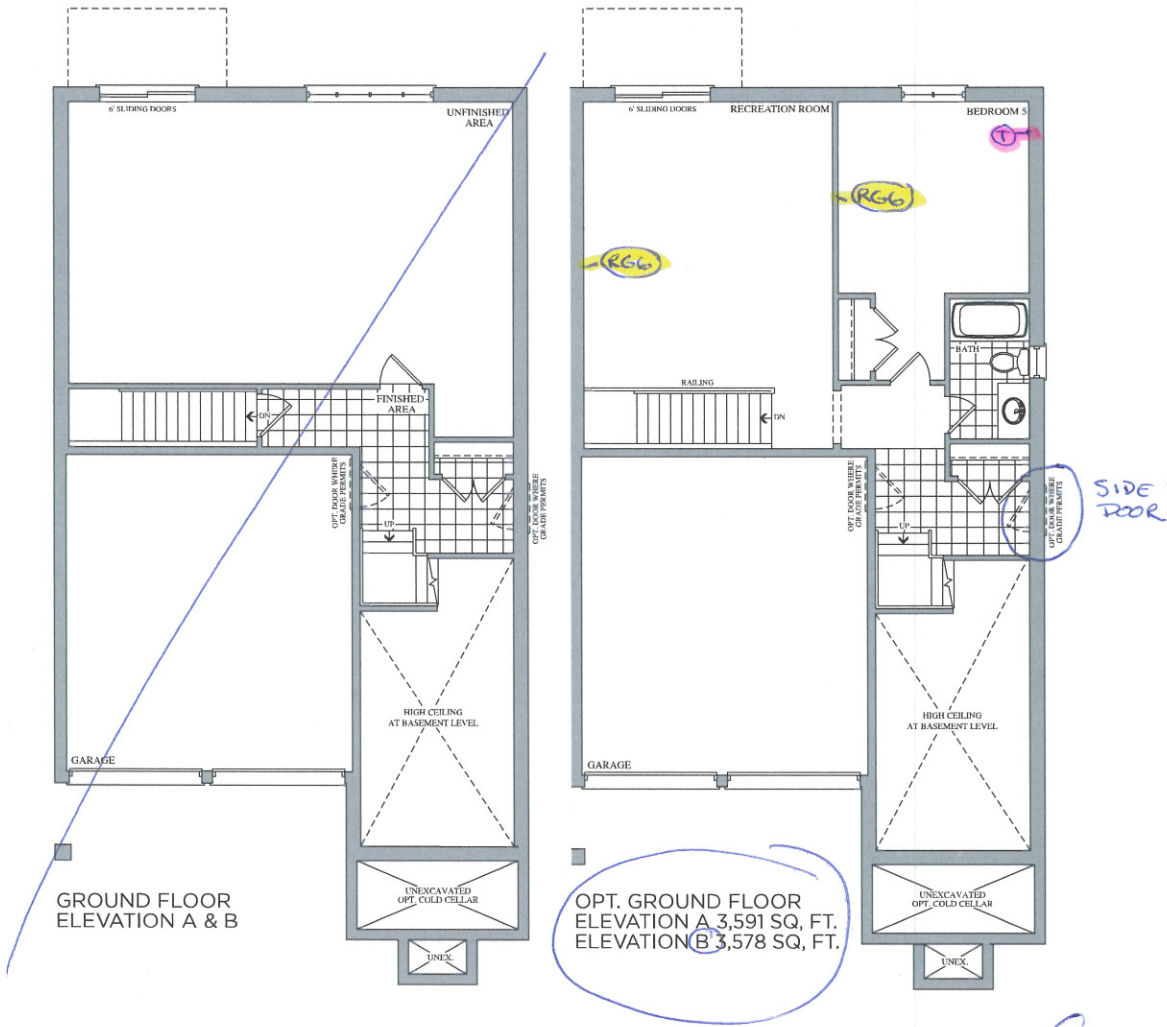 6' SLIDING DOORS
UNFINISHED
AREA
FINISHED
AREA
DN
OPT. DOOR WHERE
GRADE PERMITS
OPT. DOOR WHERE
GRADE PERMITS
UP
HIGH CEILING
AT BASEMENT LEVEL
GARAGE
UNEXCAVATED
OPT. COLD CELLAR
UNEX.
GROUND FLOOR
ELEVATION A & B
6' SLIDING DOORS
RECREATION ROOM
BEDROOM 5
T
RG6
RG6
BATH
RAILING
DN
OPT. DOOR WHERE
GRADE PERMITS
OPT. DOOR WHERE
GRADE PERMITS
SIDE
DOOR
UP
HIGH CEILING
AT BASEMENT LEVEL
GARAGE
UNEXCAVATED
OPT. COLD CELLAR
UNEX.
OPT. GROUND FLOOR
ELEVATION A 3,591 SQ, FT.
ELEVATION B 3,578 SQ, FT.